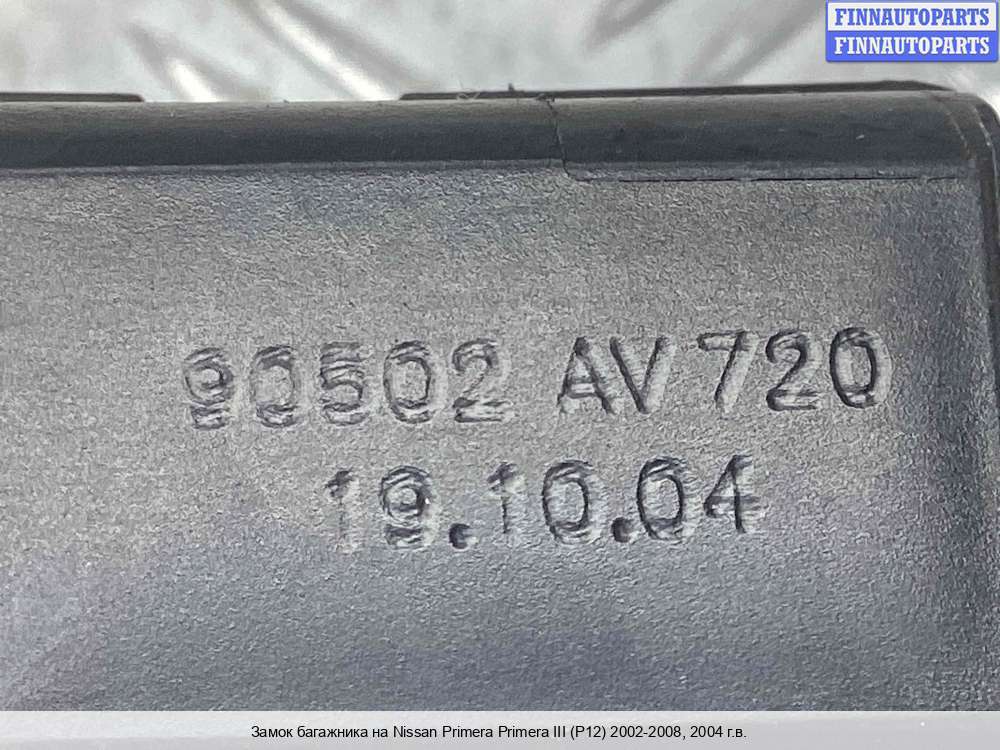 FINNAUTOPARTS
FINNAUTOPARTS
90502 AV720
19.10.04
Замок багажника на Nissan Primera Primera III (P12) 2002-2008, 2004 г.в.